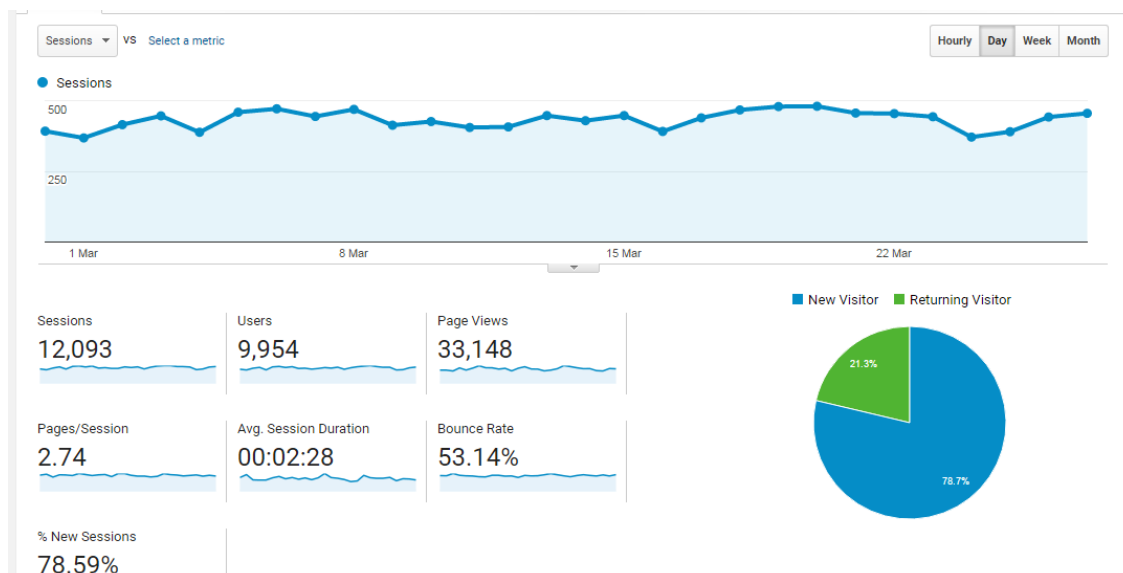 Sessions VS Select a metric Hourly Day Week Month
Sessions
500
250
1 Mar 8 Mar 15 Mar 22 Mar
New Visitor Returning Visitor
Sessions Users Page Views
12,093 9,954 33,148
21.3%
Pages/Session Avg. Session Duration Bounce Rate
2.74 00:02:28 53.14%
78.7%
% New Sessions
78.59%